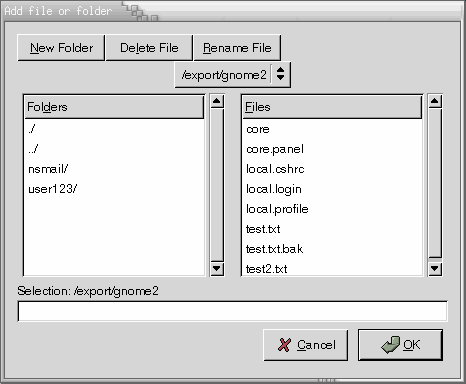 Add file or folder
New Folder Delete File Rename File
/export/gnome2
Folders
./
../
nsmail/
user123/
Files
core
core.panel
local.cshrc
local.login
local.profile
test.txt
test.txt.bak
test2.txt
Selection: /export/gnome2
Cancel OK